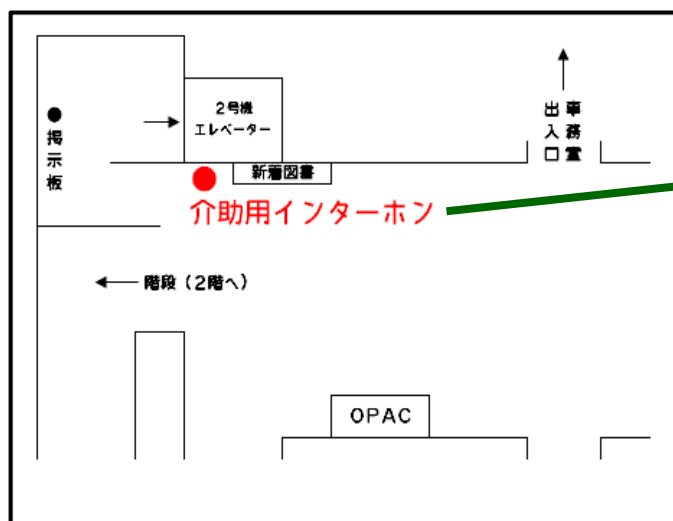 ●掲示板
2号機
エレベーター
新着図書
介助用インターホン
事務室
出入口
階段(2階へ)
OPAC